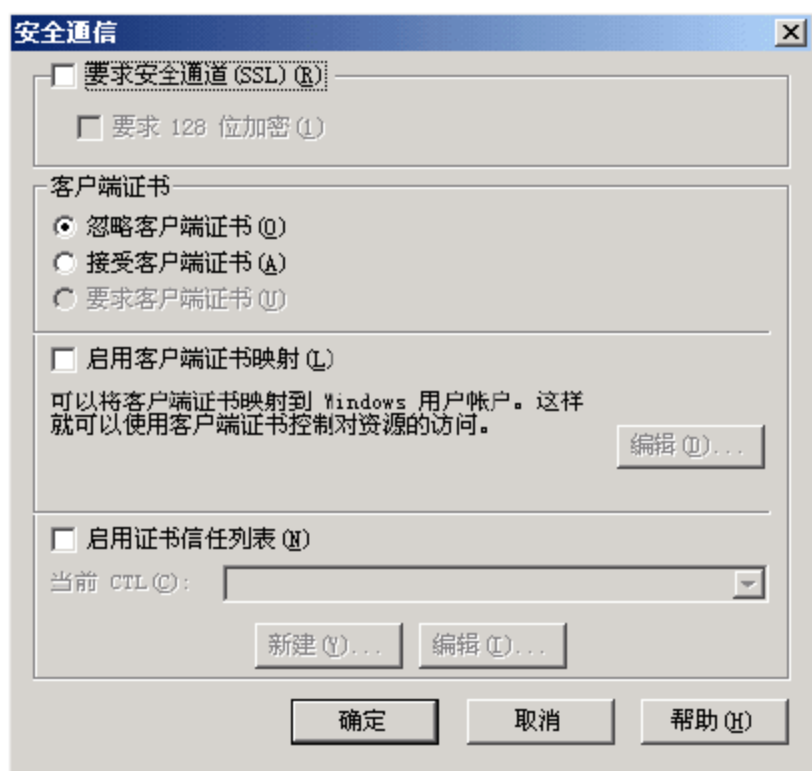 安全通信
要求安全通道(SSL)(R)
要求 128 位加密(1)
客户端证书
忽略客户端证书(O)
接受客户端证书(A)
要求客户端证书(U)
启用客户端证书映射(L)
可以将客户端证书映射到 Windows 用户帐户。这样
就可以使用客户端证书控制对资源的访问。
编辑(D)...
启用证书信任列表(N)
当前 CTL(C):
新建(Y)... 编辑(I)...
确定 取消 帮助(H)